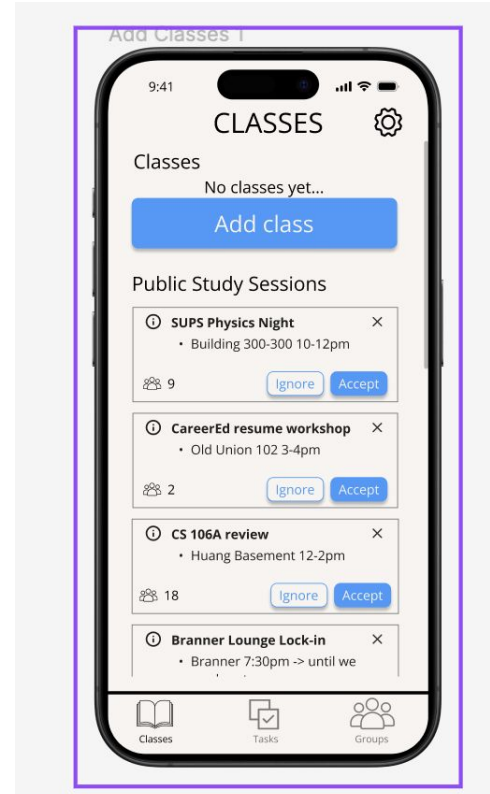 Add Classes 1
9:41
CLASSES
Classes
No classes yet...
Add class
Public Study Sessions
SUPS Physics Night
• Building 300-300 10-12pm
9
Ignore
Accept
CareerEd resume workshop
• Old Union 102 3-4pm
2
Ignore
Accept
CS 106A review
• Huang Basement 12-2pm
18
Ignore
Accept
Branner Lounge Lock-in
• Branner 7:30pm -> until we
Classes
Tasks
Groups